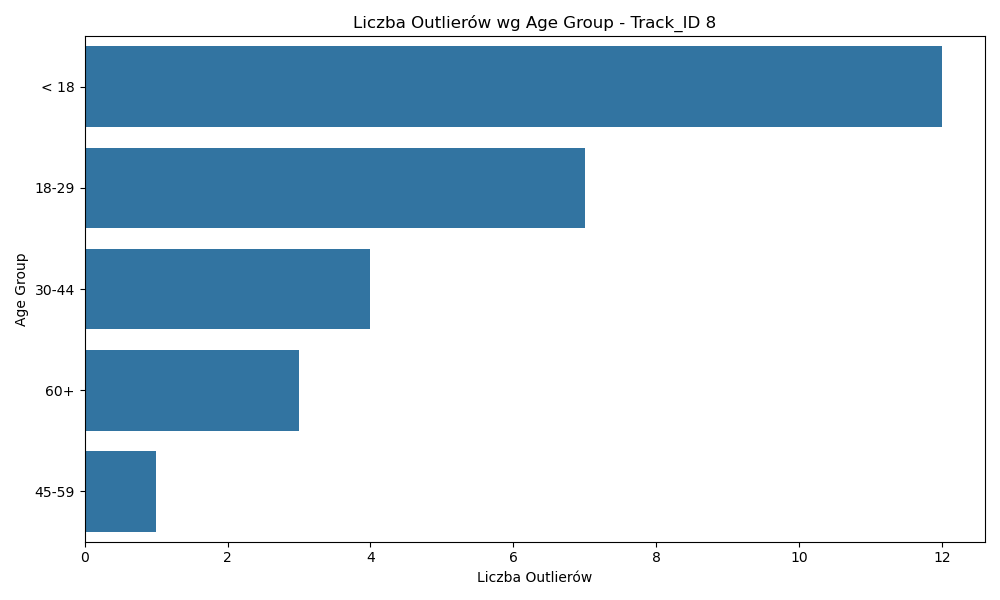 Liczba Outlierów wg Age Group - Track_ID 8
Age Group
< 18
18-29
30-44
60+
45-59
0 2 4 6 8 10 12
Liczba Outlierów